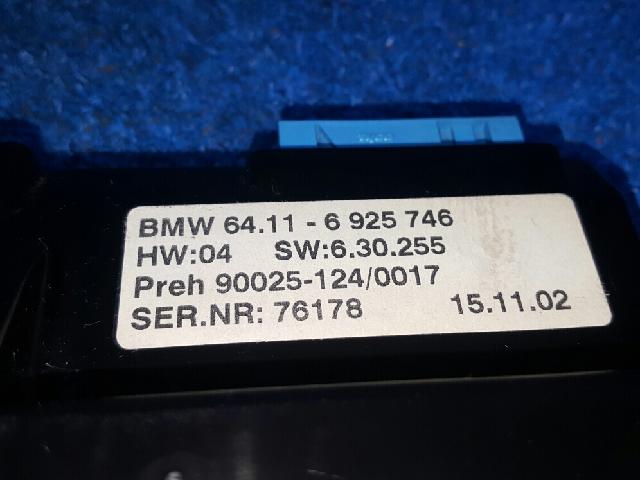 BMW 64.11 - 6 925 746
HW:04 SW:6.30.255
Preh 90025-124/0017
SER.NR: 76178 15.11.02